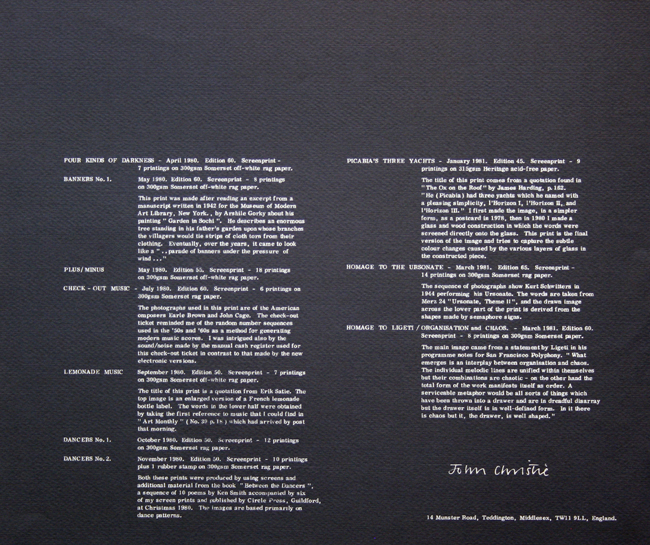 FOUR KINDS OF DARKNESS - April 1980. Edition 60. Screenprint -
7 printings on 300gsm Somerset off-white rag paper.
BANNERS No. 1. May 1980. Edition 60. Screenprint - 8 printings
on 300gsm Somerset off-white rag paper.
This print was made after reading an excerpt from a
manuscript written in 1942 for the Museum of Modern
Art Library, New York., by Arshile Gorky about his
painting " Garden in Sochi ". He describes an enormous
tree standing in his father's garden upon whose branches
the villagers would tie strips of cloth torn from their
clothing. Eventually, over the years, it came to look
like a " .. parade of banners under the pressure of
wind ... "
PLUS/MINUS May 1980. Edition 55. Screenprint - 18 printings
on 300gsm Somerset off-white rag paper.
CHECK-OUT MUSIC - July 1980. Edition 60. Screenprint - 6 printings on
300gsm Somerset off-white rag paper.
The photographs used in this print are of the American
composers Earle Brown and John Cage. The check-out
ticket reminded me of the random number sequences
used in the '50s and '60s as a method for generating
modern music scores. I was intrigued also by the
sound/noise made by the manual cash register used for
this check-out ticket in contrast to that made by the new
electronic versions.
LEMONADE MUSIC September 1980. Edition 50. Screenprint - 7 printings
on 300gsm Somerset off-white rag paper.
The title of this print is a quotation from Erik Satie. The
top image is an enlarged version of a French lemonade
bottle label. The words in the lower half were obtained
by taking the first reference to music that I could find in
" Art Monthly " ( No. 39 p. 18 ) which had arrived by post
that morning.
DANCERS No. 1. October 1980. Edition 50. Screenprint - 12 printings
on 300gsm Somerset rag paper.
DANCERS No. 2. November 1980. Edition 50. Screenprint - 10 printings
plus 1 rubber stamp on 300gsm Somerset rag paper.
Both these prints were produced by using screens and
additional material from the book " Between the Dancers ",
a sequence of 10 poems by Ken Smith accompanied by six
of my screen prints and published by Circle Press, Guildford,
at Christmas 1980. The images are based primarily on
dance patterns.
PICABIA'S THREE YACHTS - January 1981. Edition 45. Screenprint - 9
printings on 315gsm Heritage acid-free paper.
The title of this print comes from a quotation found in
"The Ox on the Roof" by James Harding, p. 162.
"He (Picabia) had three yachts which he named with
a pleasing simplicity, l'Horizon I, l'Horizon II, and
l'Horizon III." I first made the image, in a simpler
form, as a postcard in 1978, then in 1980 I made a
glass and wood construction in which the words were
screened directly onto the glass. This print is the final
version of the image and tries to capture the subtle
colour changes caused by the various layers of glass in
the constructed piece.
HOMAGE TO THE URSONATE - March 1981. Edition 65. Screenprint -
14 printings on 300gsm Somerset rag paper.
The sequence of photographs show Kurt Schwitters in
1944 performing his Ursonate. The words are taken from
Merz 24 "Ursonate, Theme 11", and the drawn image
across the lower part of the print is derived from the
shapes made by semaphore signs.
HOMAGE TO LIGETI / ORGANISATION and CHAOS. - March 1981. Edition 60.
Screenprint - 8 printings on 300gsm Somerset rag paper.
The main image came from a statement by Ligeti in his
programme notes for San Francisco Polyphony. " What
emerges is an interplay between organisation and chaos.
The individual melodic lines are unified within themselves
but their combinations are chaotic - on the other hand the
total form of the work manifests itself as order. A
serviceable metaphor would be all sorts of things which
have been thrown into a drawer and are in dreadful disarray
but the drawer itself is in well-defined form. In it there
is chaos but it, the drawer, is well shaped."
John Christie
14 Munster Road, Teddington, Middlesex, TW11 9LL, England.